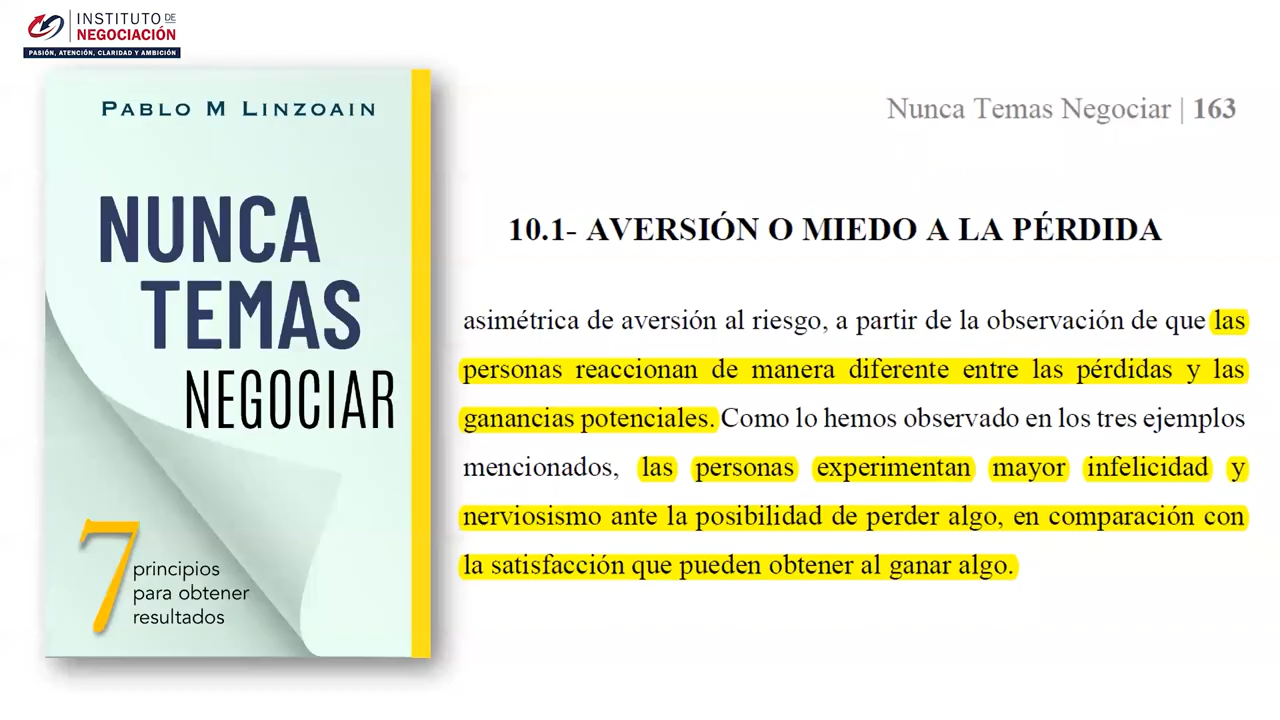 INSTITUTO DE
NEGOCIACIÓN
PASIÓN, ATENCIÓN, CLARIDAD Y AMBICIÓN
PABLO M LINZOAIN
NUNCA
TEMAS
NEGOCIAR
7 principios
para obtener
resultados
Nunca Temas Negociar | 163
10.1- AVERSIÓN O MIEDO A LA PÉRDIDA
asimétrica de aversión al riesgo, a partir de la observación de que las
personas reaccionan de manera diferente entre las pérdidas y las
ganancias potenciales. Como lo hemos observado en los tres ejemplos
mencionados, las personas experimentan mayor infelicidad y
nerviosismo ante la posibilidad de perder algo, en comparación con
la satisfacción que pueden obtener al ganar algo.